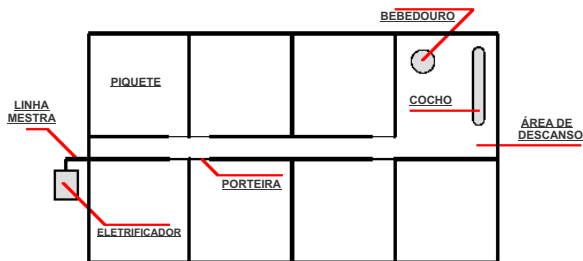 BEBEDOURO
PIQUETE
COCHO
LINHA
MESTRA
ÁREA DE
DESCANSO
PORTEIRA
ELETRIFICADOR